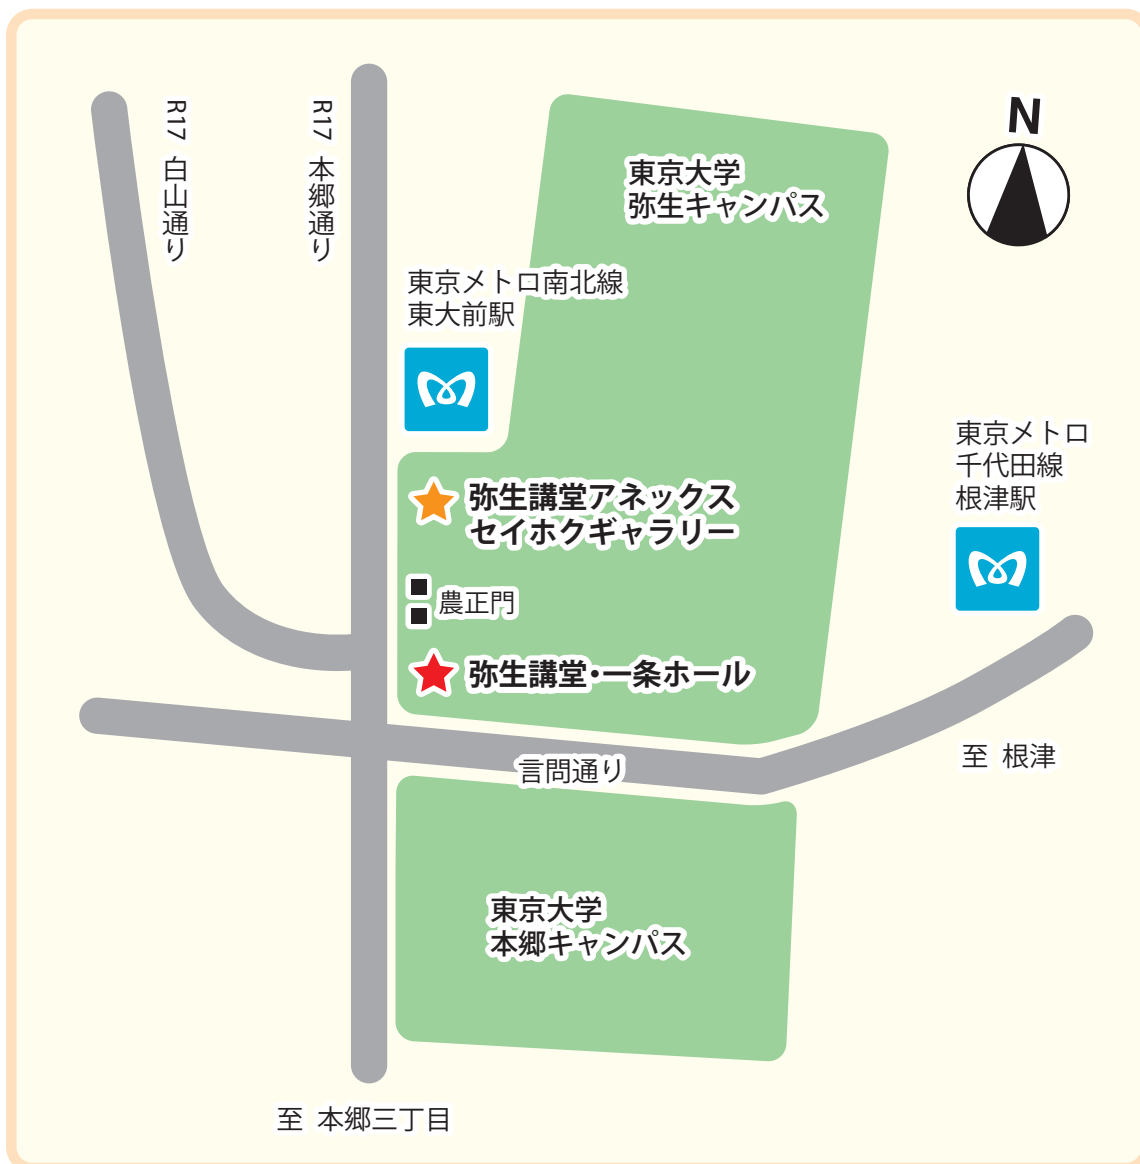 R17 白山通り
R17 本郷通り
東京大学
弥生キャンパス
N
東京メトロ南北線
東大前駅
東京メトロ
千代田線
根津駅
弥生講堂アネックス
セイホクギャラリー
農正門
弥生講堂・一条ホール
言問通り
至 根津
東京大学
本郷キャンパス
至 本郷三丁目